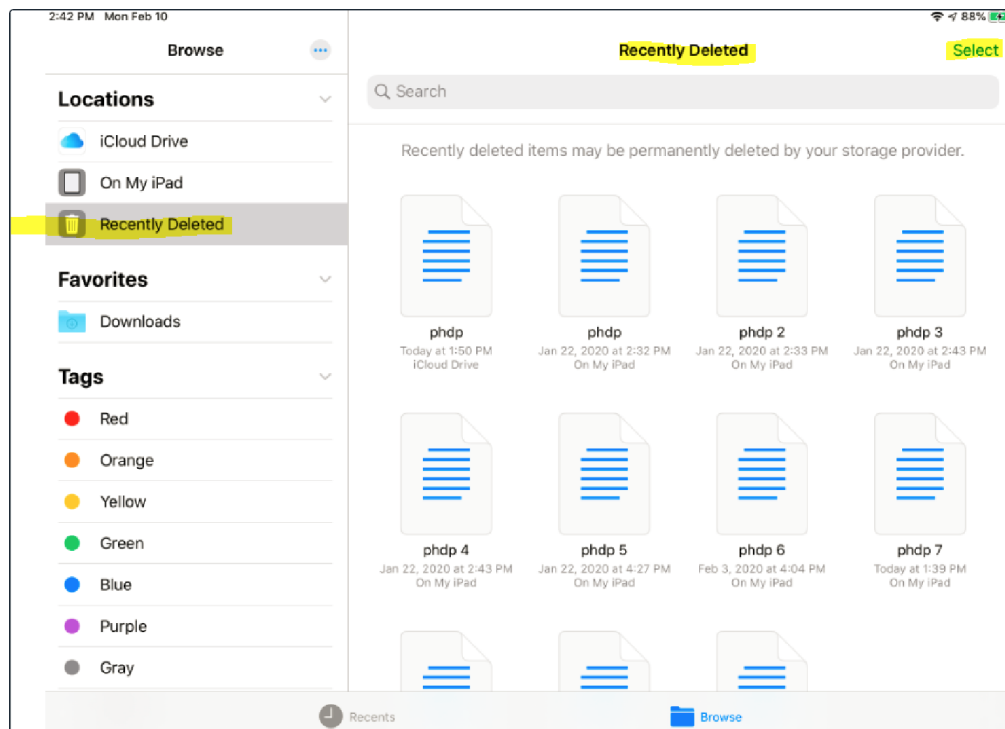 2:42 PM Mon Feb 10
88%
Browse
Locations
iCloud Drive
On My iPad
Recently Deleted
Favorites
Downloads
Tags
Red
Orange
Yellow
Green
Blue
Purple
Gray
Recently Deleted
Select
Search
Recently deleted items may be permanently deleted by your storage provider.
phdp
Today at 1:50 PM
iCloud Drive
phdp
Jan 22, 2020 at 2:32 PM
On My iPad
phdp 2
Jan 22, 2020 at 2:33 PM
On My iPad
phdp 3
Jan 22, 2020 at 2:43 PM
On My iPad
phdp 4
Jan 22, 2020 at 2:43 PM
On My iPad
phdp 5
Jan 22, 2020 at 4:27 PM
On My iPad
phdp 6
Feb 3, 2020 at 4:04 PM
On My iPad
phdp 7
Today at 1:39 PM
On My iPad
Recents
Browse